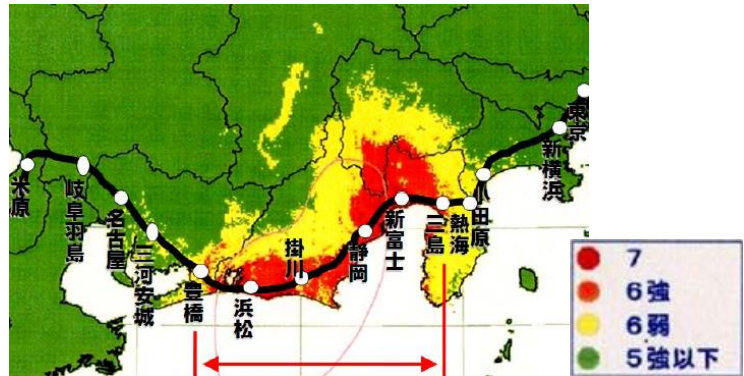 米原
岐阜羽島
名古屋
三河安城
豊橋
浜松
掛川
静岡
新富士
三島
熱海
小田原
新横浜
東京
7
6強
6弱
5強以下